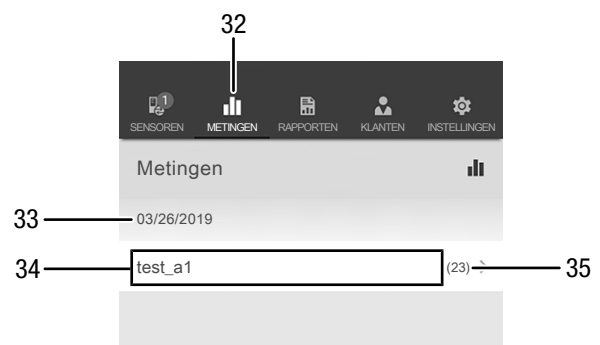 32
1
SENSOREN METINGEN RAPPORTEN KLANTEN INSTELLINGEN
Metingen
33 03/26/2019
34 test_a1 (23) 35